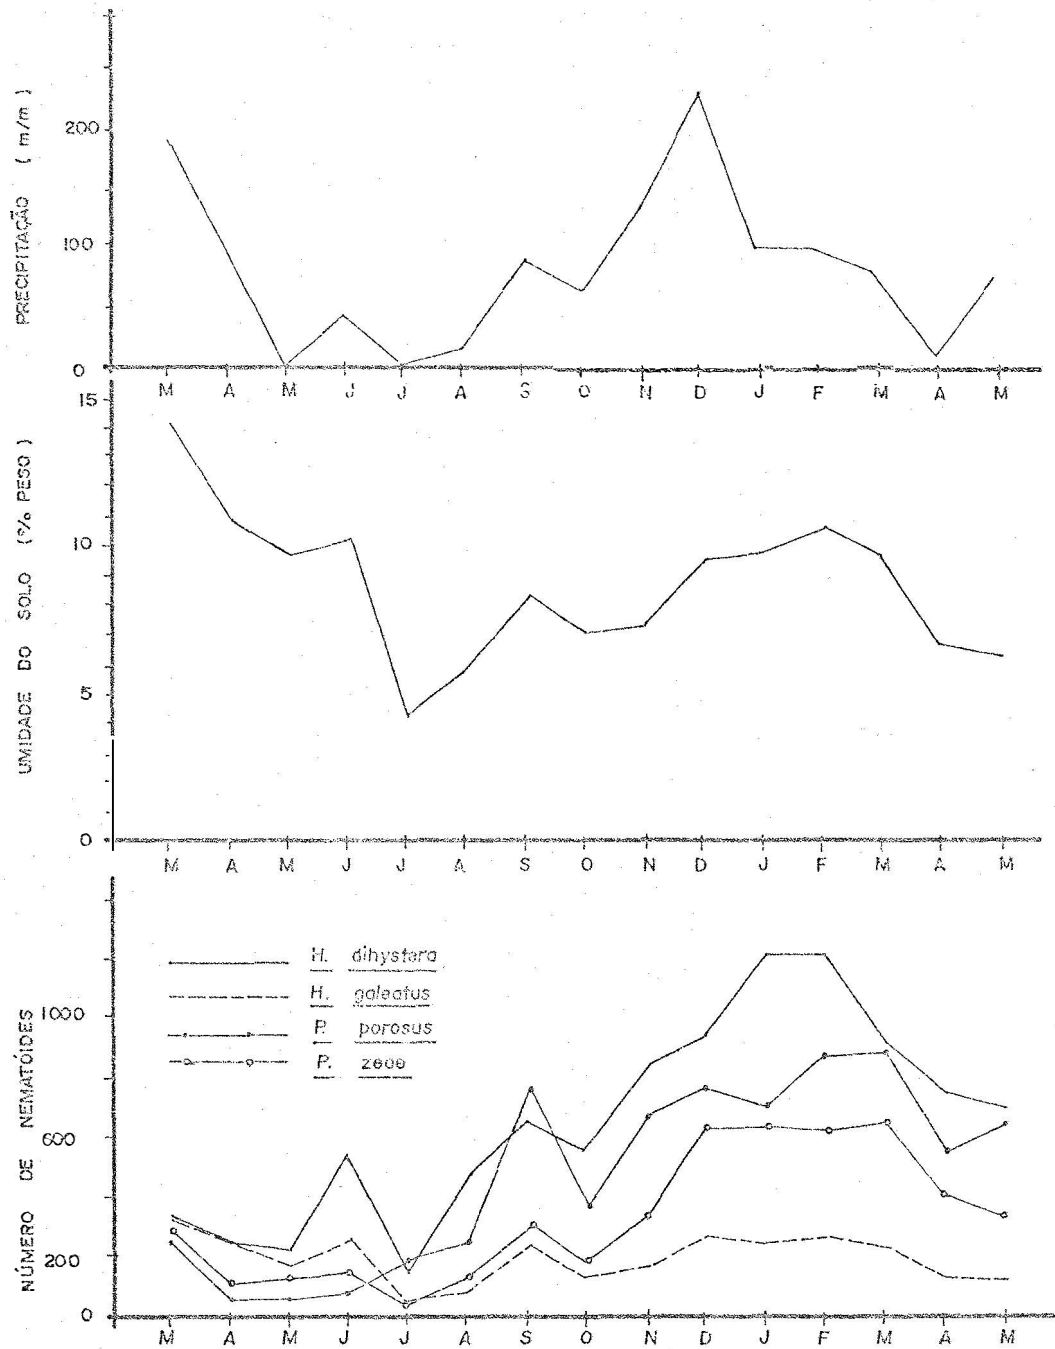 PRECIPITAÇÃO ( m/m )
200
100
0
M A M J J A S O N D J F M A M
UMIDADE DO SOLO (% PESO )
15
10
5
0
M A M J J A S O N D J F M A M
NÚMERO DE NEMATÓIDES
1000
600
200
0
H. dihystera
H. galeatus
P. porosus
P. zeae
M A M J J A S O N D J F M A M